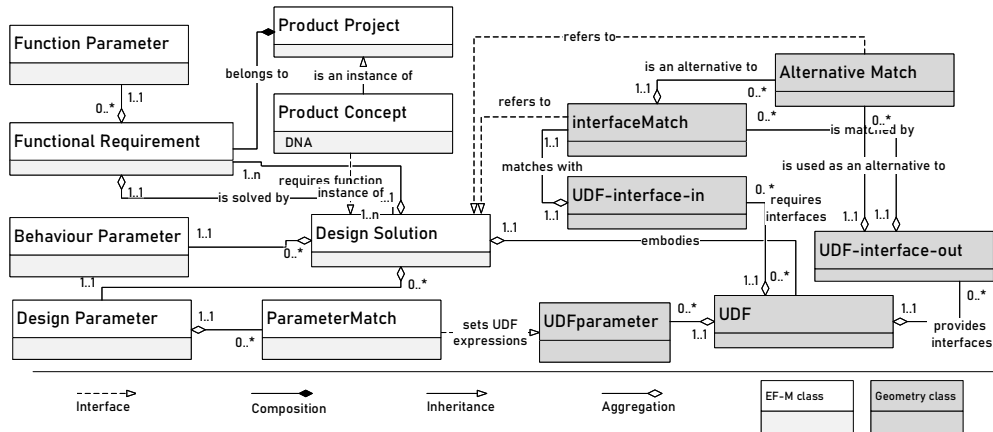 Product Project
refers to
Function Parameter
belongs to
is an instance of
is an alternative to
Alternative Match
0..*
1..1
1..1
0..*
Product Concept
DNA
refers to
interfaceMatch
0..*
0..*
is matched by
Functional Requirement
1..1
matches with
is used as an alternative to
1..n
requires function
1..1
is solved by
instance of
..1
UDF-interface-in
0..*
requires
interfaces
1..1
1..n
1..1
1..1
Behaviour Parameter
1..1
Design Solution
1..1
embodies
UDF-interface-out
0..*
1..1
0..*
1..1
0..*
0..*
Design Parameter
1..1
ParameterMatch
0..*
sets UDF
expressions
UDFparameter
0..*
1..1
UDF
1..1
provides
interfaces
Interface
Composition
Inheritance
Aggregation
EF-M class
Geometry class